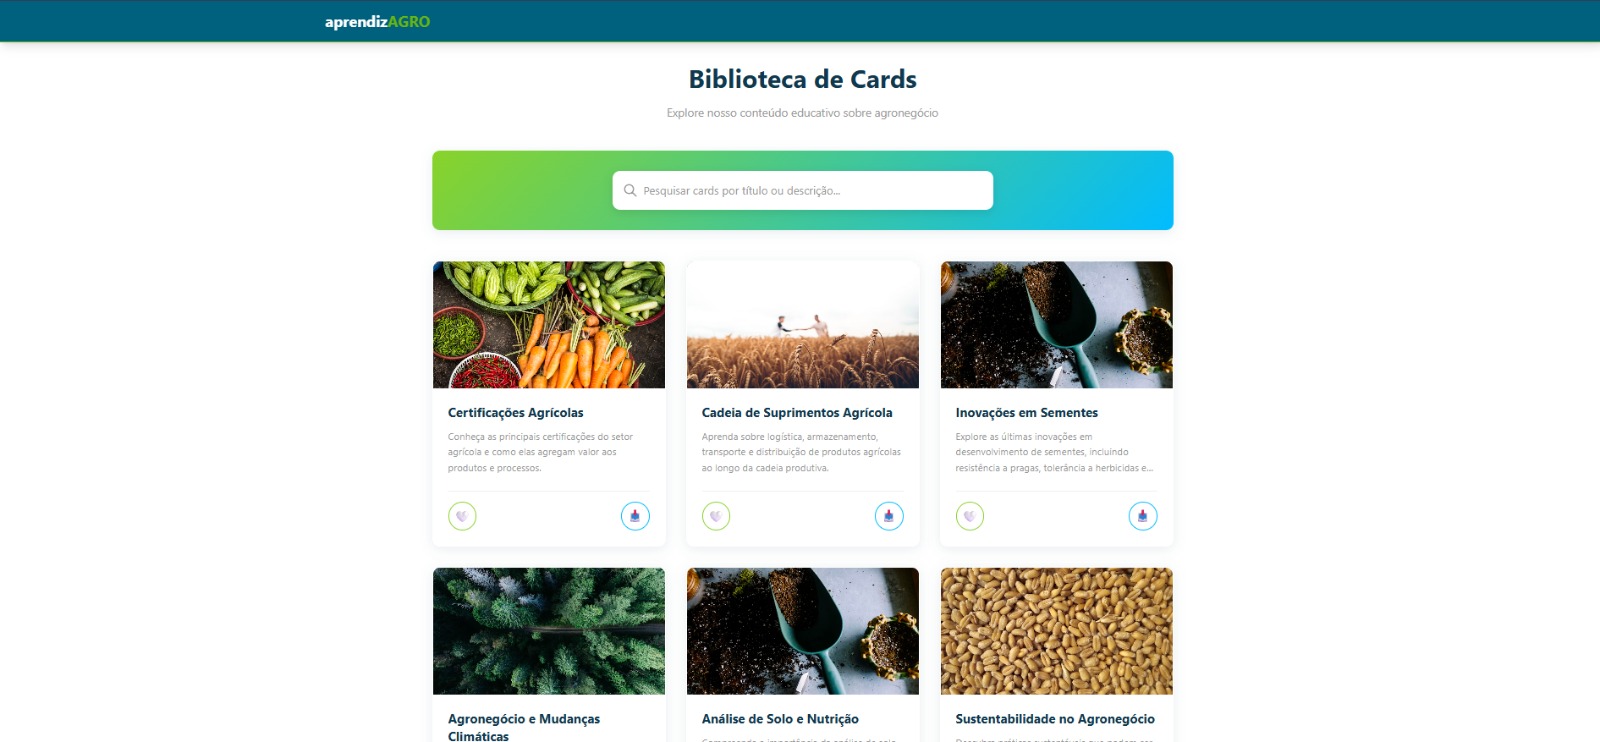 aprendizAGRO
Biblioteca de Cards
Explore nosso conteúdo educativo sobre agronegócio
Pesquisar cards por título ou descrição...
Certificações Agrícolas
Conheça as principais certificações do setor
agrícola e como elas agregam valor aos
produtos e processos.
Cadeia de Suprimentos Agrícola
Aprenda sobre logística, armazenamento,
transporte e distribuição de produtos agrícolas
ao longo da cadeia produtiva.
Inovações em Sementes
Explore as últimas inovações em
desenvolvimento de sementes, incluindo
resistência a pragas, tolerância a herbicidas e...
Agronegócio e Mudanças
Climáticas
Análise de Solo e Nutrição
Sustentabilidade no Agronegócio